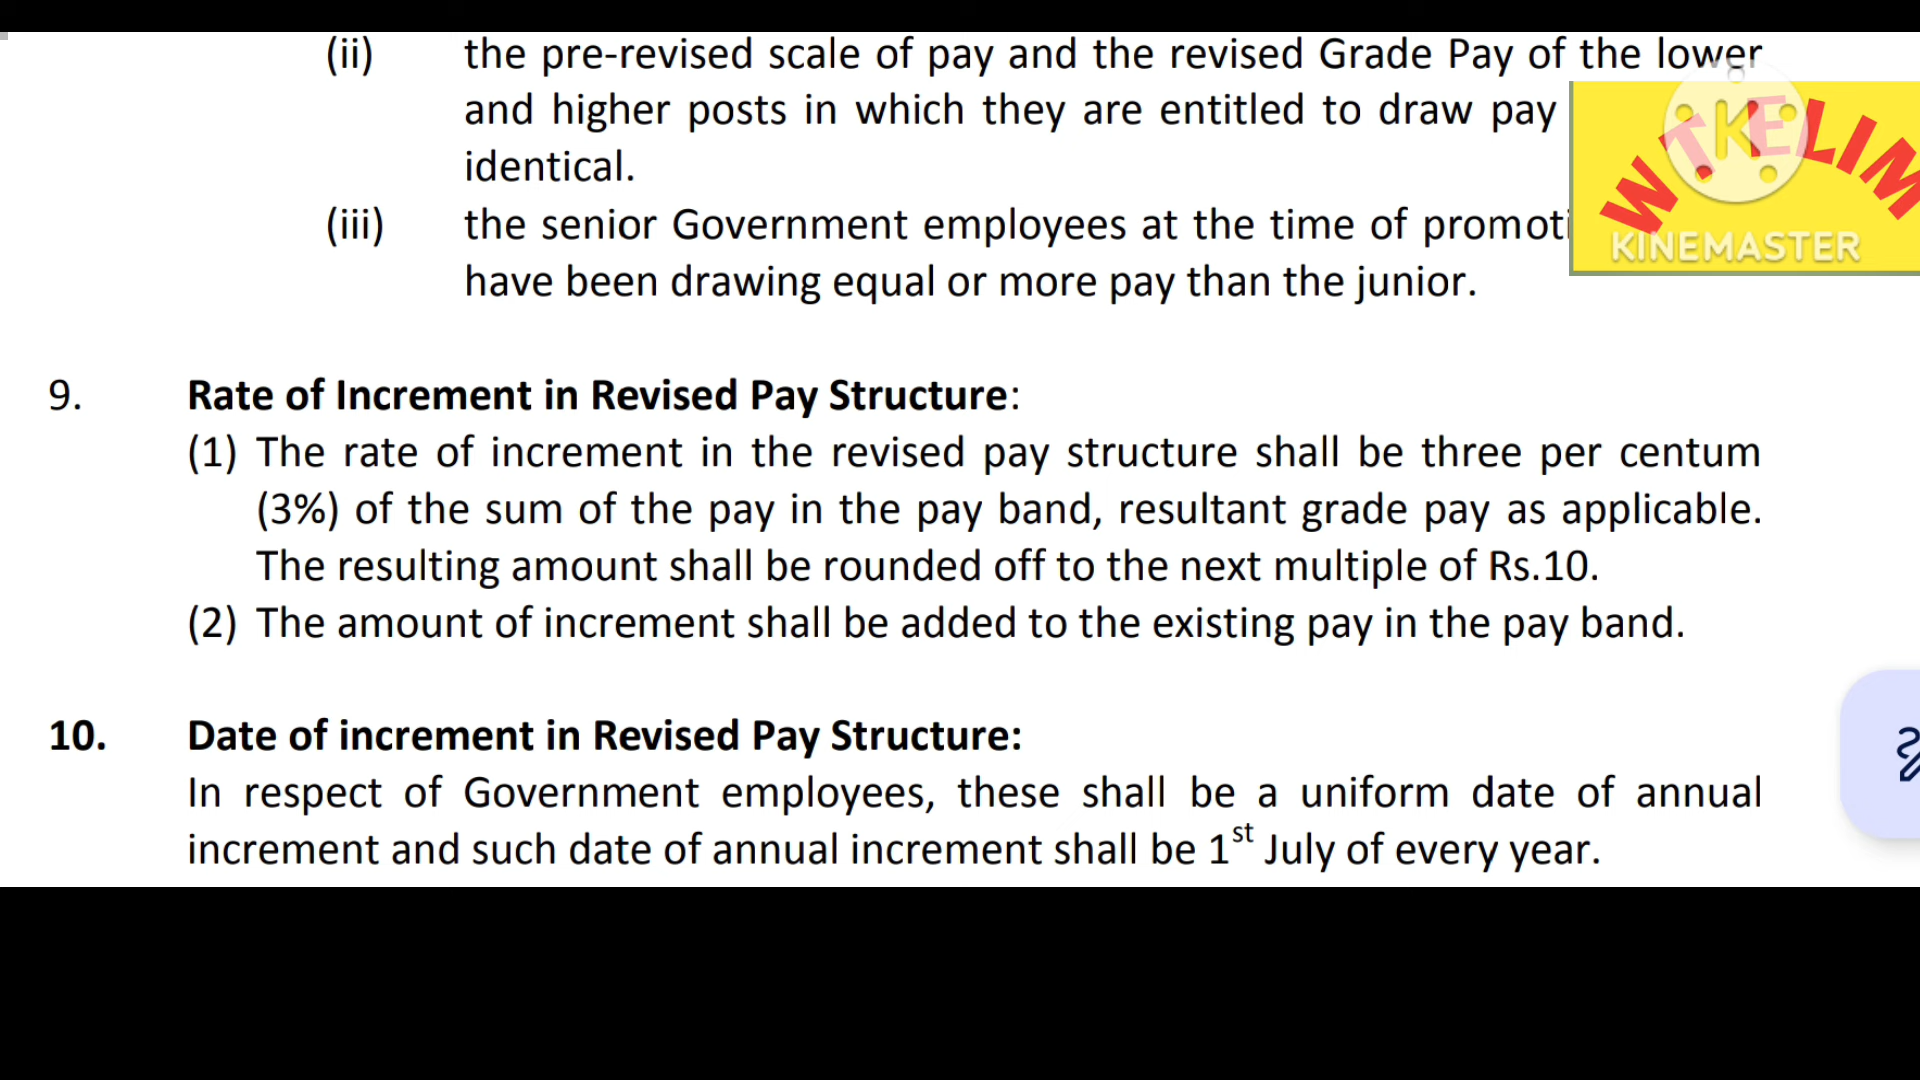 (ii) the pre-revised scale of pay and the revised Grade Pay of the lower
and higher posts in which they are entitled to draw pay
identical.
(iii) the senior Government employees at the time of promoti
have been drawing equal or more pay than the junior.
WTELIM
K
KINEMASTER
9. Rate of Increment in Revised Pay Structure:
(1) The rate of increment in the revised pay structure shall be three per centum
(3%) of the sum of the pay in the pay band, resultant grade pay as applicable.
The resulting amount shall be rounded off to the next multiple of Rs.10.
(2) The amount of increment shall be added to the existing pay in the pay band.
10. Date of increment in Revised Pay Structure:
In respect of Government employees, these shall be a uniform date of annual
increment and such date of annual increment shall be 1st July of every year.